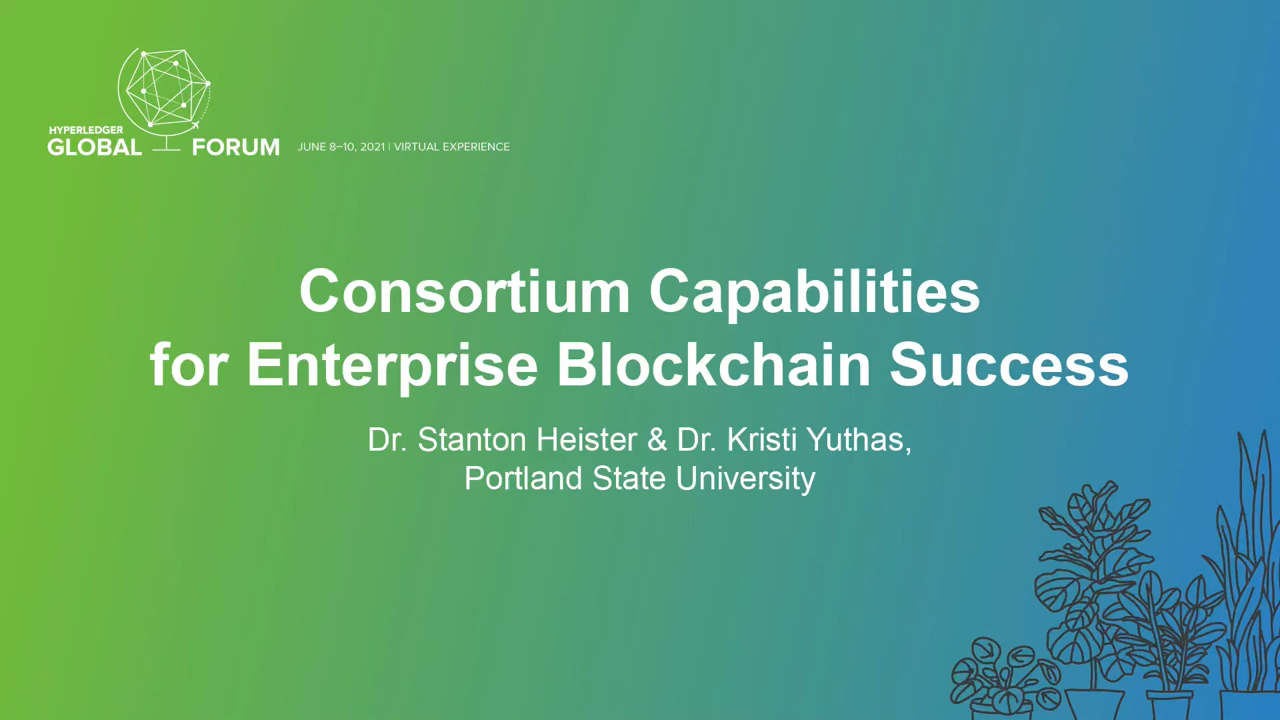 HYPERLEDGER
GLOBAL FORUM JUNE 8–10, 2021 | VIRTUAL EXPERIENCE
Consortium Capabilities
for Enterprise Blockchain Success
Dr. Stanton Heister & Dr. Kristi Yuthas,
Portland State University